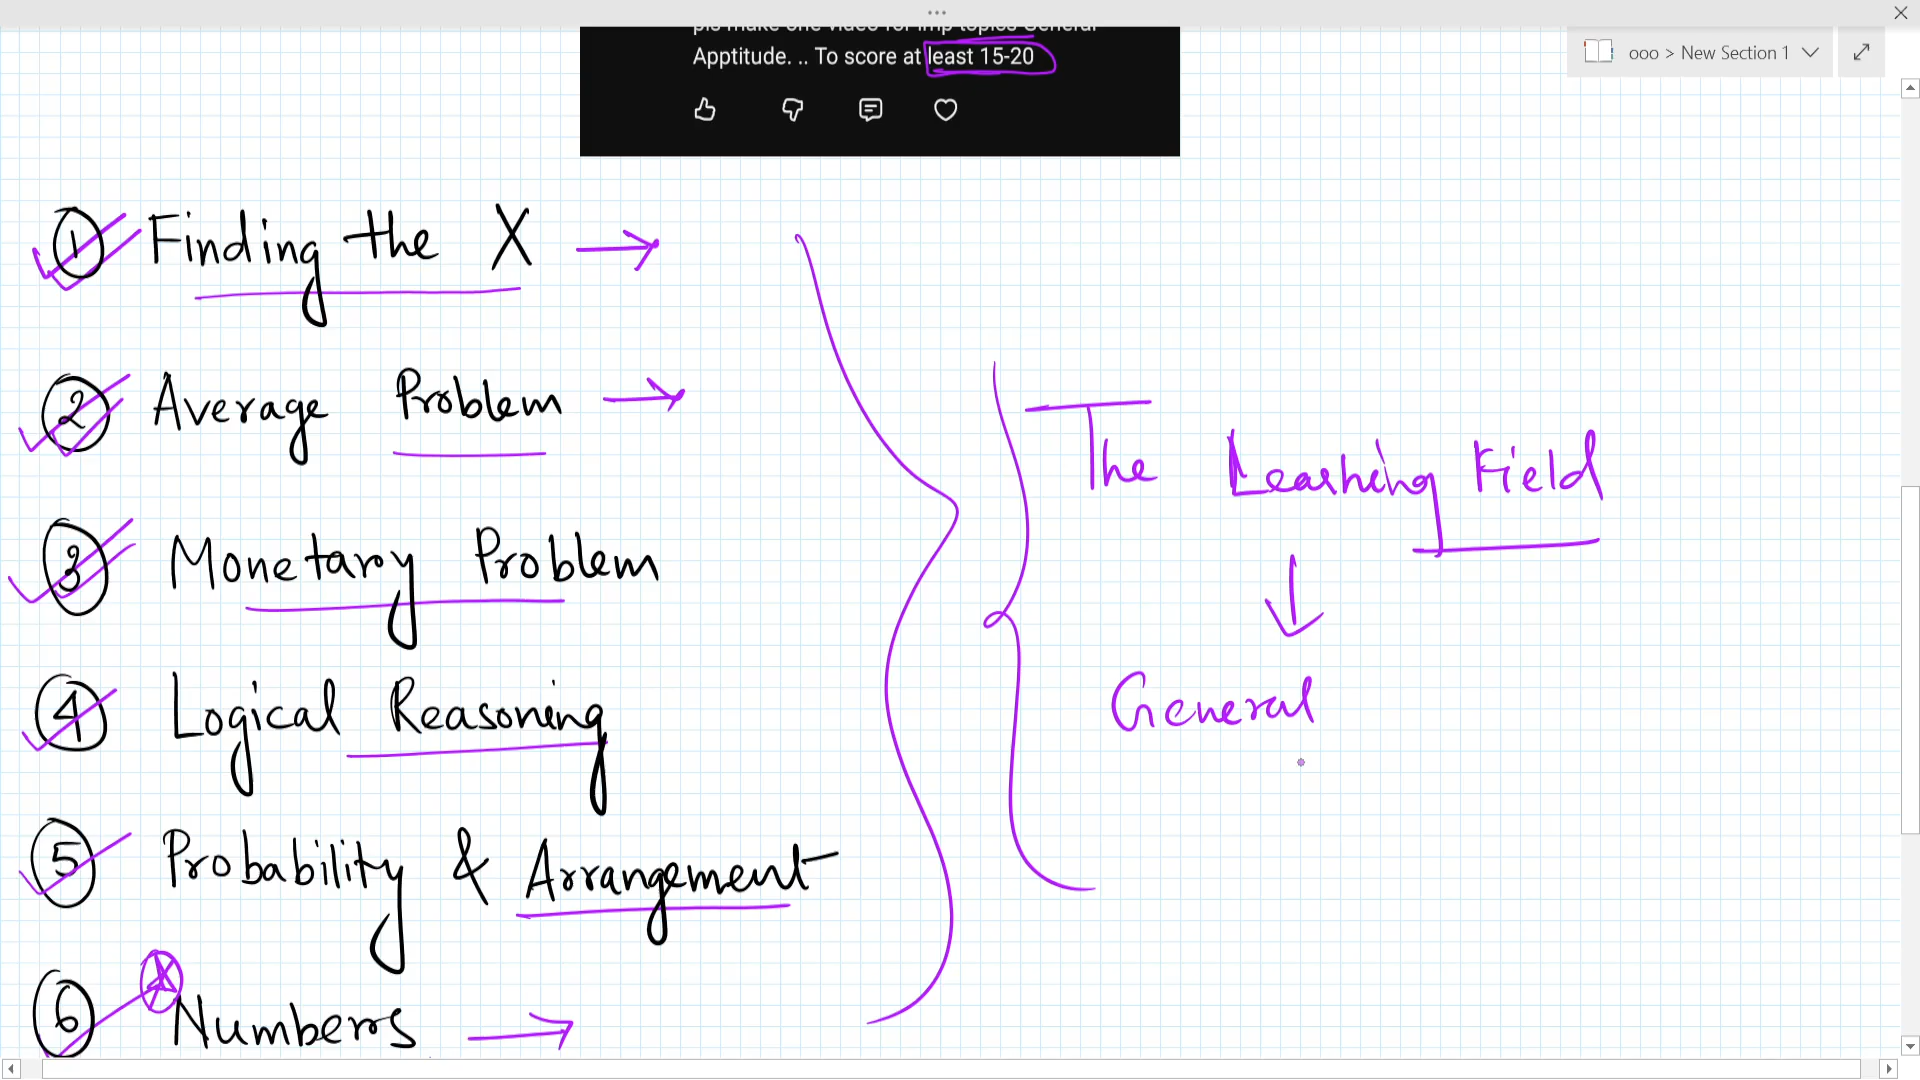 Apptitude. .. To score at least 15-20
ooo > New Section 1
1 Finding the X →
2 Average Problem →
3 Monetary Problem
4 Logical Reasoning
5 Probability & Arrangement
6 Numbers →
The Learning Field
↓
General